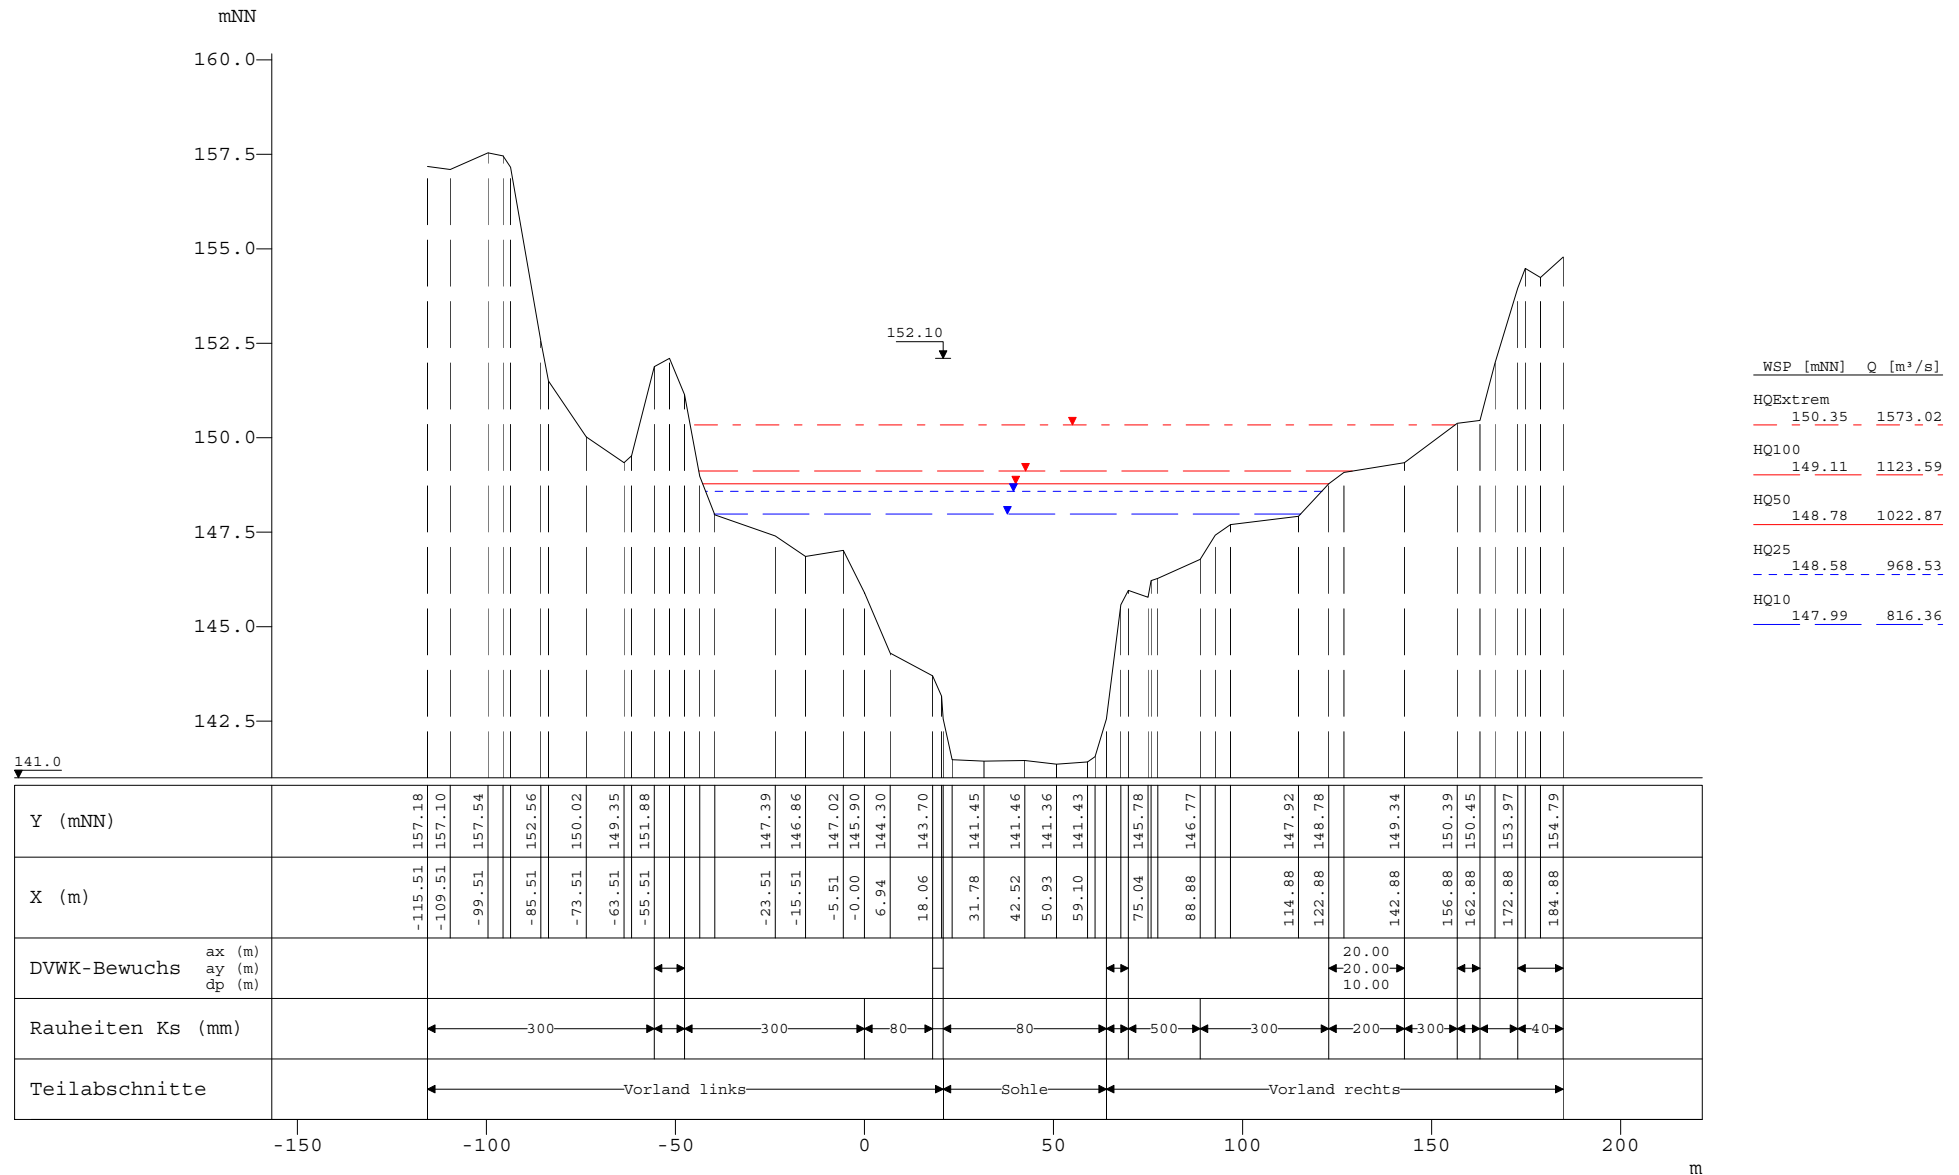 mNN
160.0
157.5
155.0
152.5
150.0
147.5
145.0
142.5
152.10
141.0
WSP [mNN] Q [m³/s]
HQExtrem
150.35 1573.02
HQ100
149.11 1123.59
HQ50
148.78 1022.87
HQ25
148.58 968.53
HQ10
147.99 816.36
Y (mNN) 157.18 157.10 157.54 152.56 150.02 149.35 151.88 147.39 146.86 147.02 145.90 144.30 143.70 141.45 141.46 141.36 141.43 145.78 146.77 147.92 148.78 149.34 150.39 150.45 153.97 154.79
X (m) -115.51 -109.51 -99.51 -85.51 -73.51 -63.51 -55.51 -23.51 -15.51 -5.51 -0.00 6.94 18.06 31.78 42.52 50.93 59.10 75.04 88.88 114.88 122.88 142.88 156.88 162.88 172.88 184.88
DVWK-Bewuchs
ax (m) 20.00
ay (m) 20.00
dp (m) 10.00
Rauheiten Ks (mm) 300 300 80 80 500 300 200 300 40
Teilabschnitte Vorland links Sohle Vorland rechts
-150 -100 -50 0 50 100 150 200
m